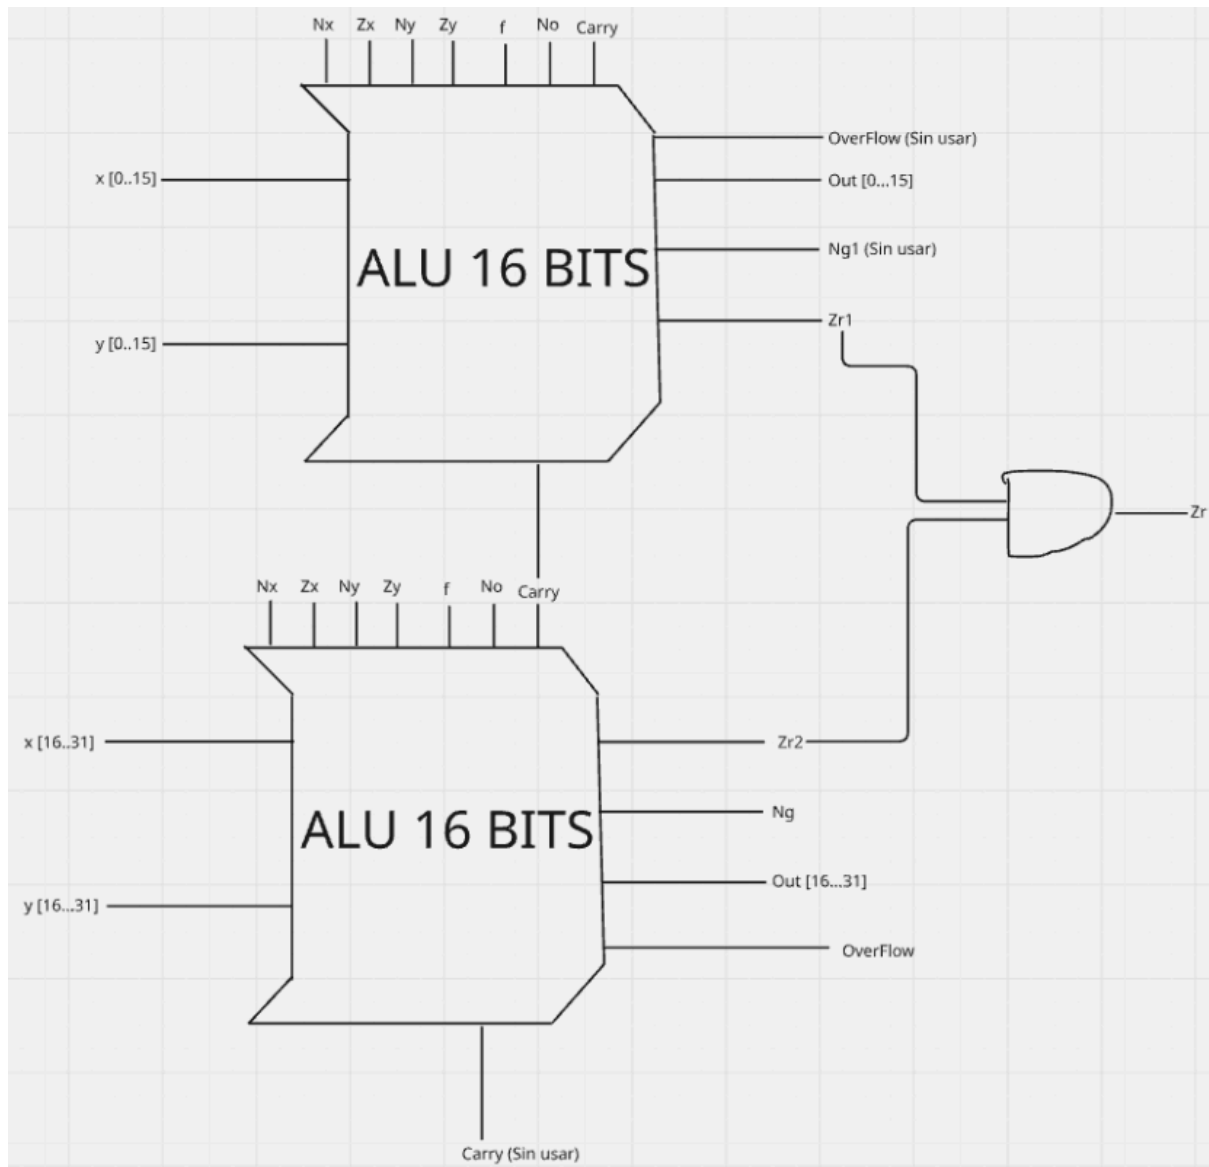 Nx Zx Ny Zy f No Carry
OverFlow (Sin usar)
x [0..15]
Out [0...15]
ALU 16 BITS
Ng1 (Sin usar)
Zr1
y [0..15]
Zr
Nx Zx Ny Zy f No Carry
x [16..31]
Zr2
ALU 16 BITS
Ng
Out [16...31]
y [16...31]
OverFlow
Carry (Sin usar)